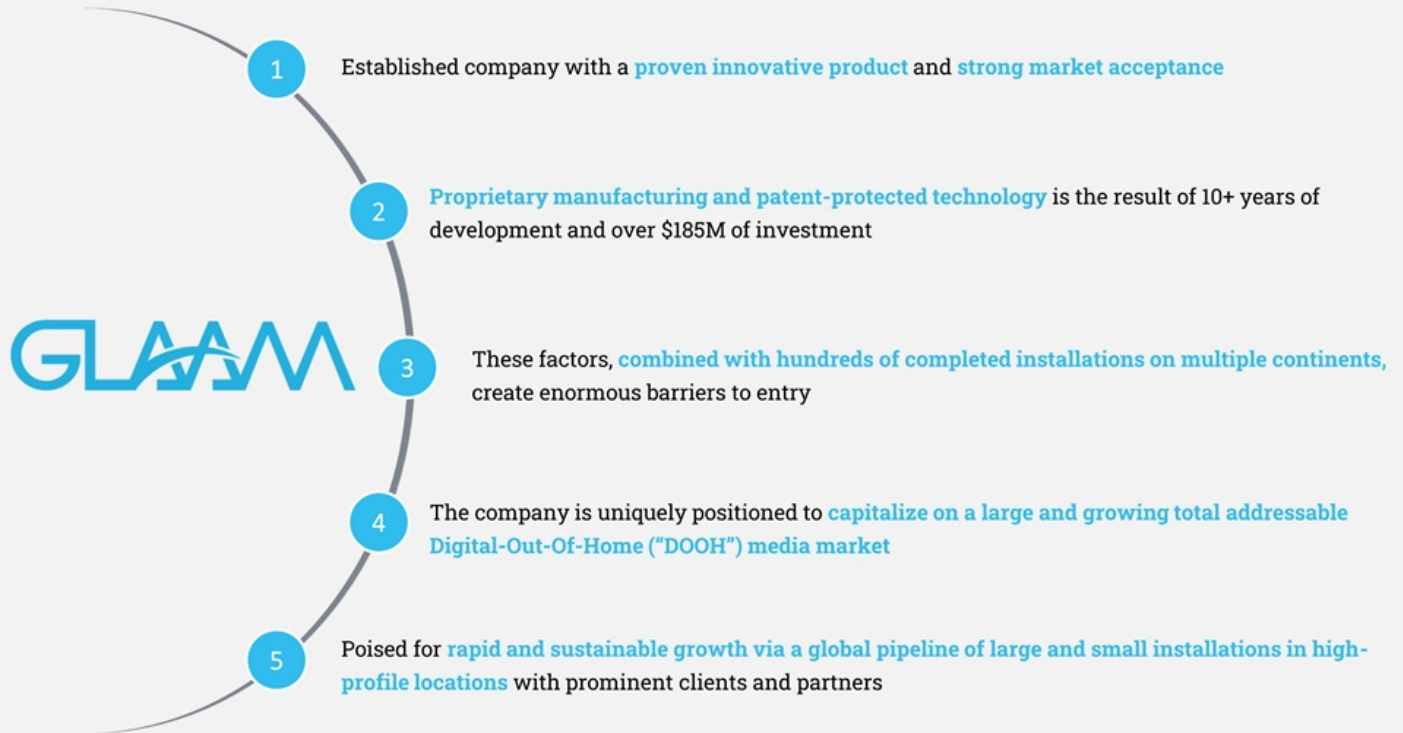 1
Established company with a proven innovative product and strong market acceptance
2
Proprietary manufacturing and patent-protected technology is the result of 10+ years of
development and over $185M of investment
GLAAM
3
These factors, combined with hundreds of completed installations on multiple continents,
create enormous barriers to entry
4
The company is uniquely positioned to capitalize on a large and growing total addressable
Digital-Out-Of-Home (“DOOH”) media market
5
Poised for rapid and sustainable growth via a global pipeline of large and small installations in high-
profile locations with prominent clients and partners